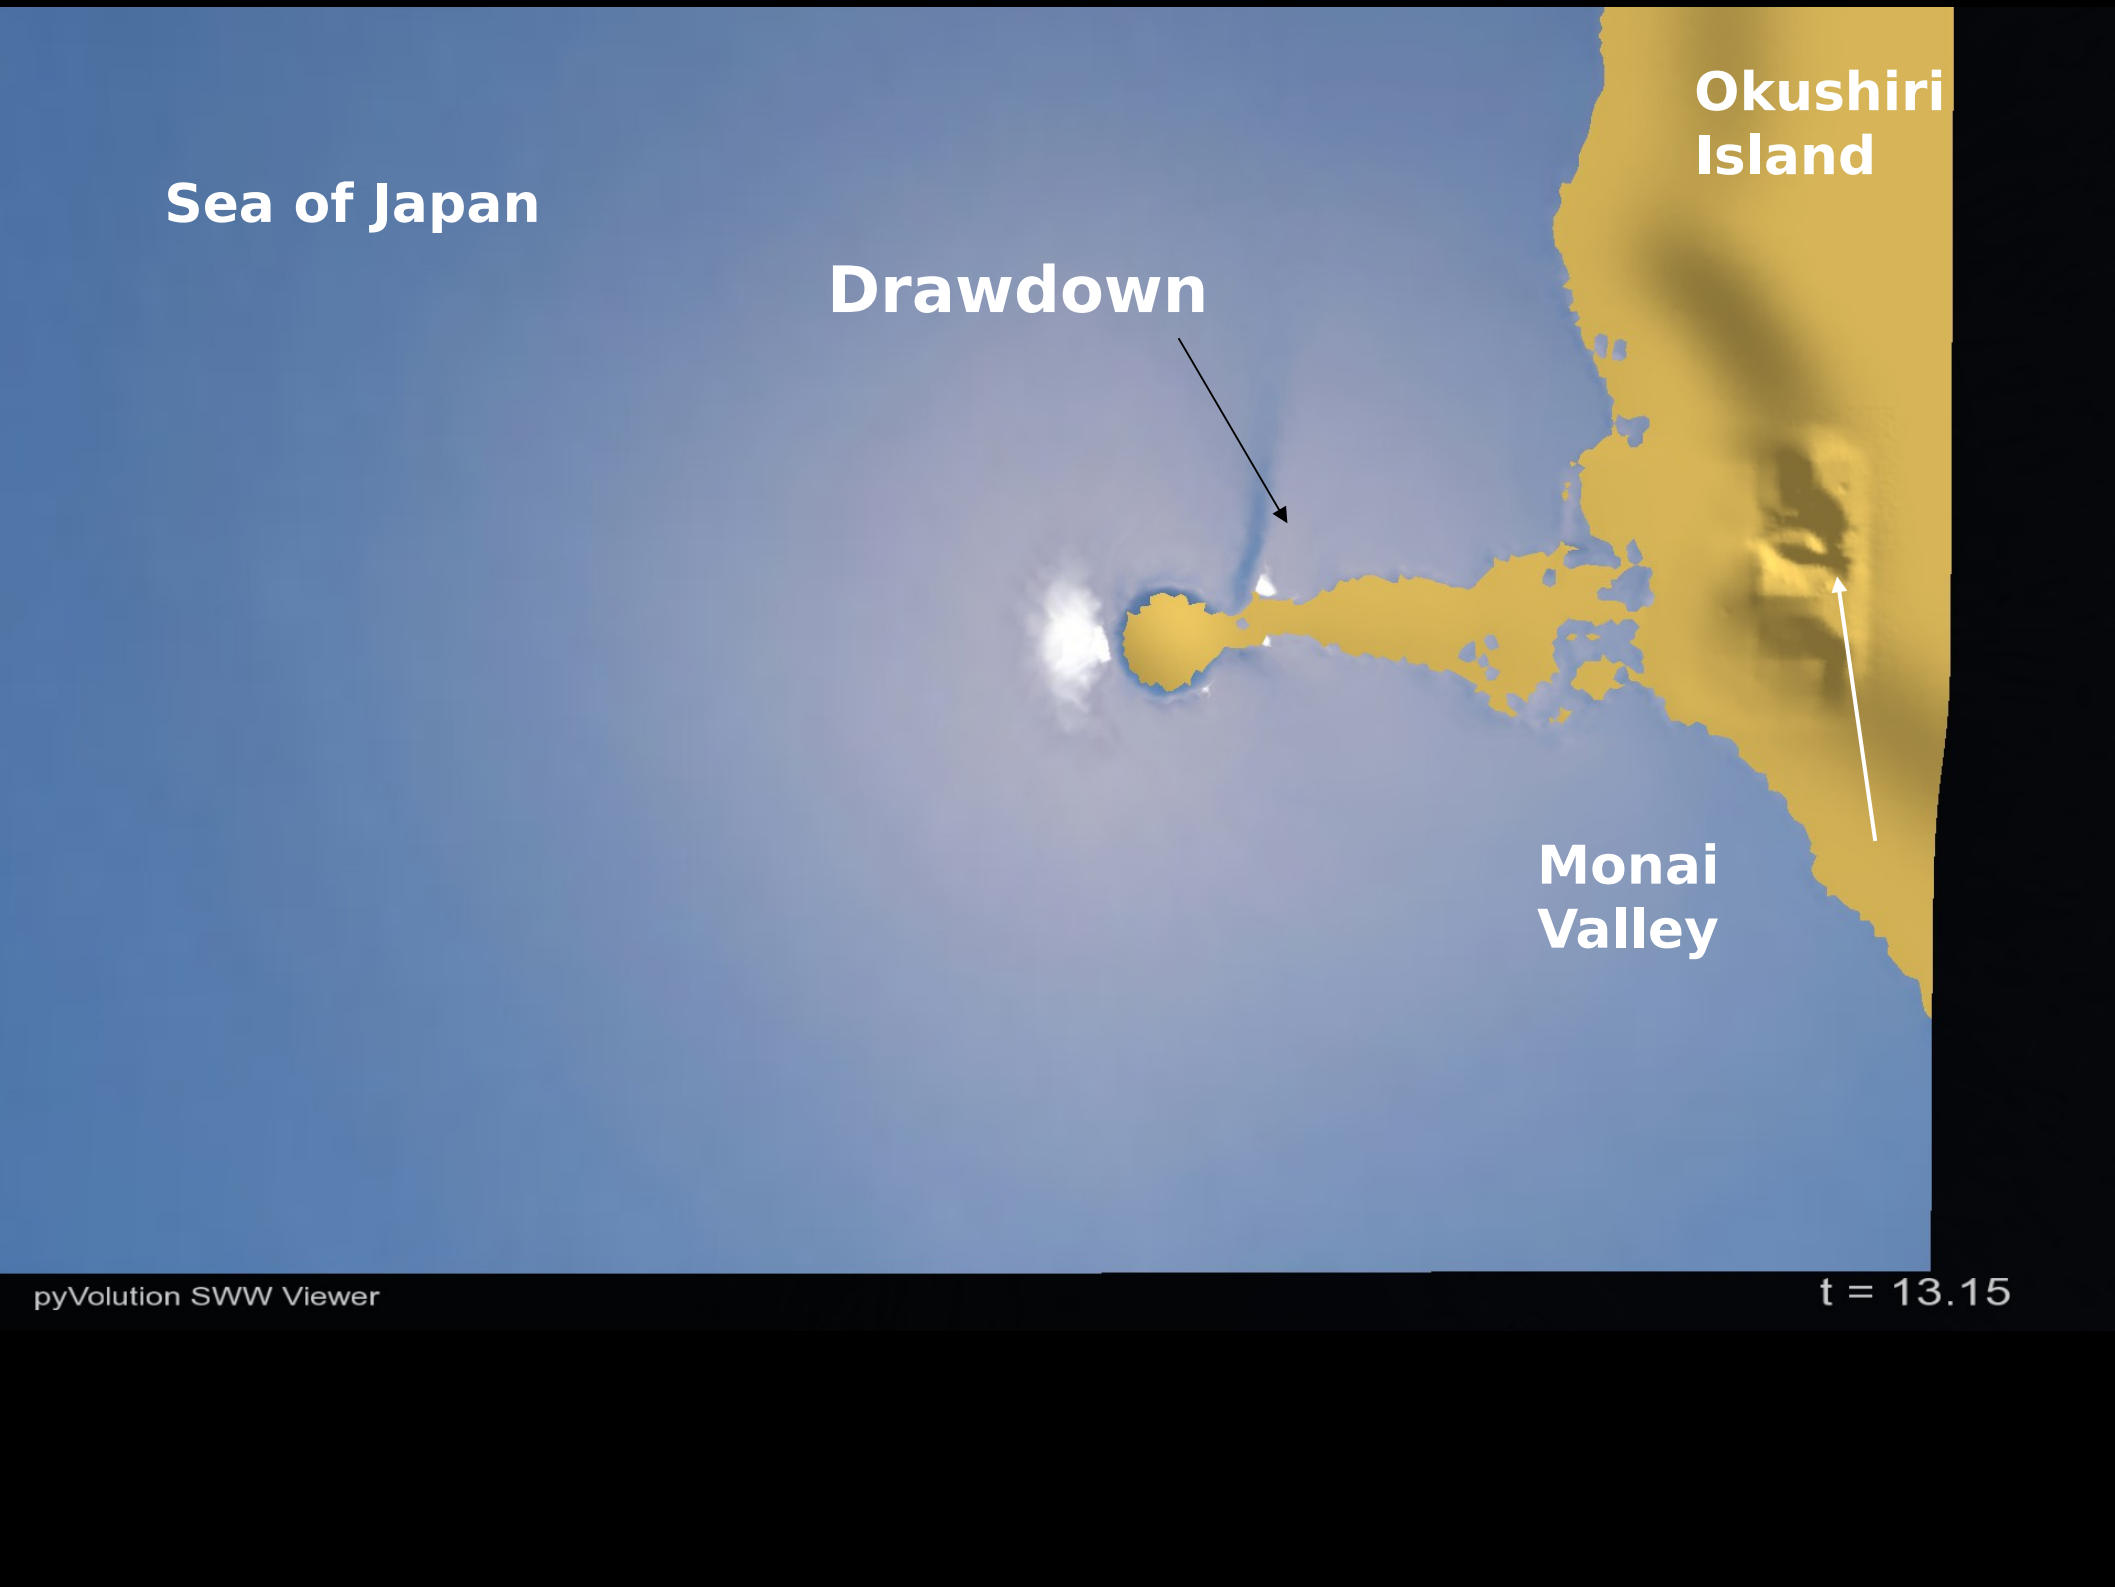 Okushiri
Island
Sea of Japan
Drawdown
Monai
Valley
pyVolution SWW Viewer
t = 13.15